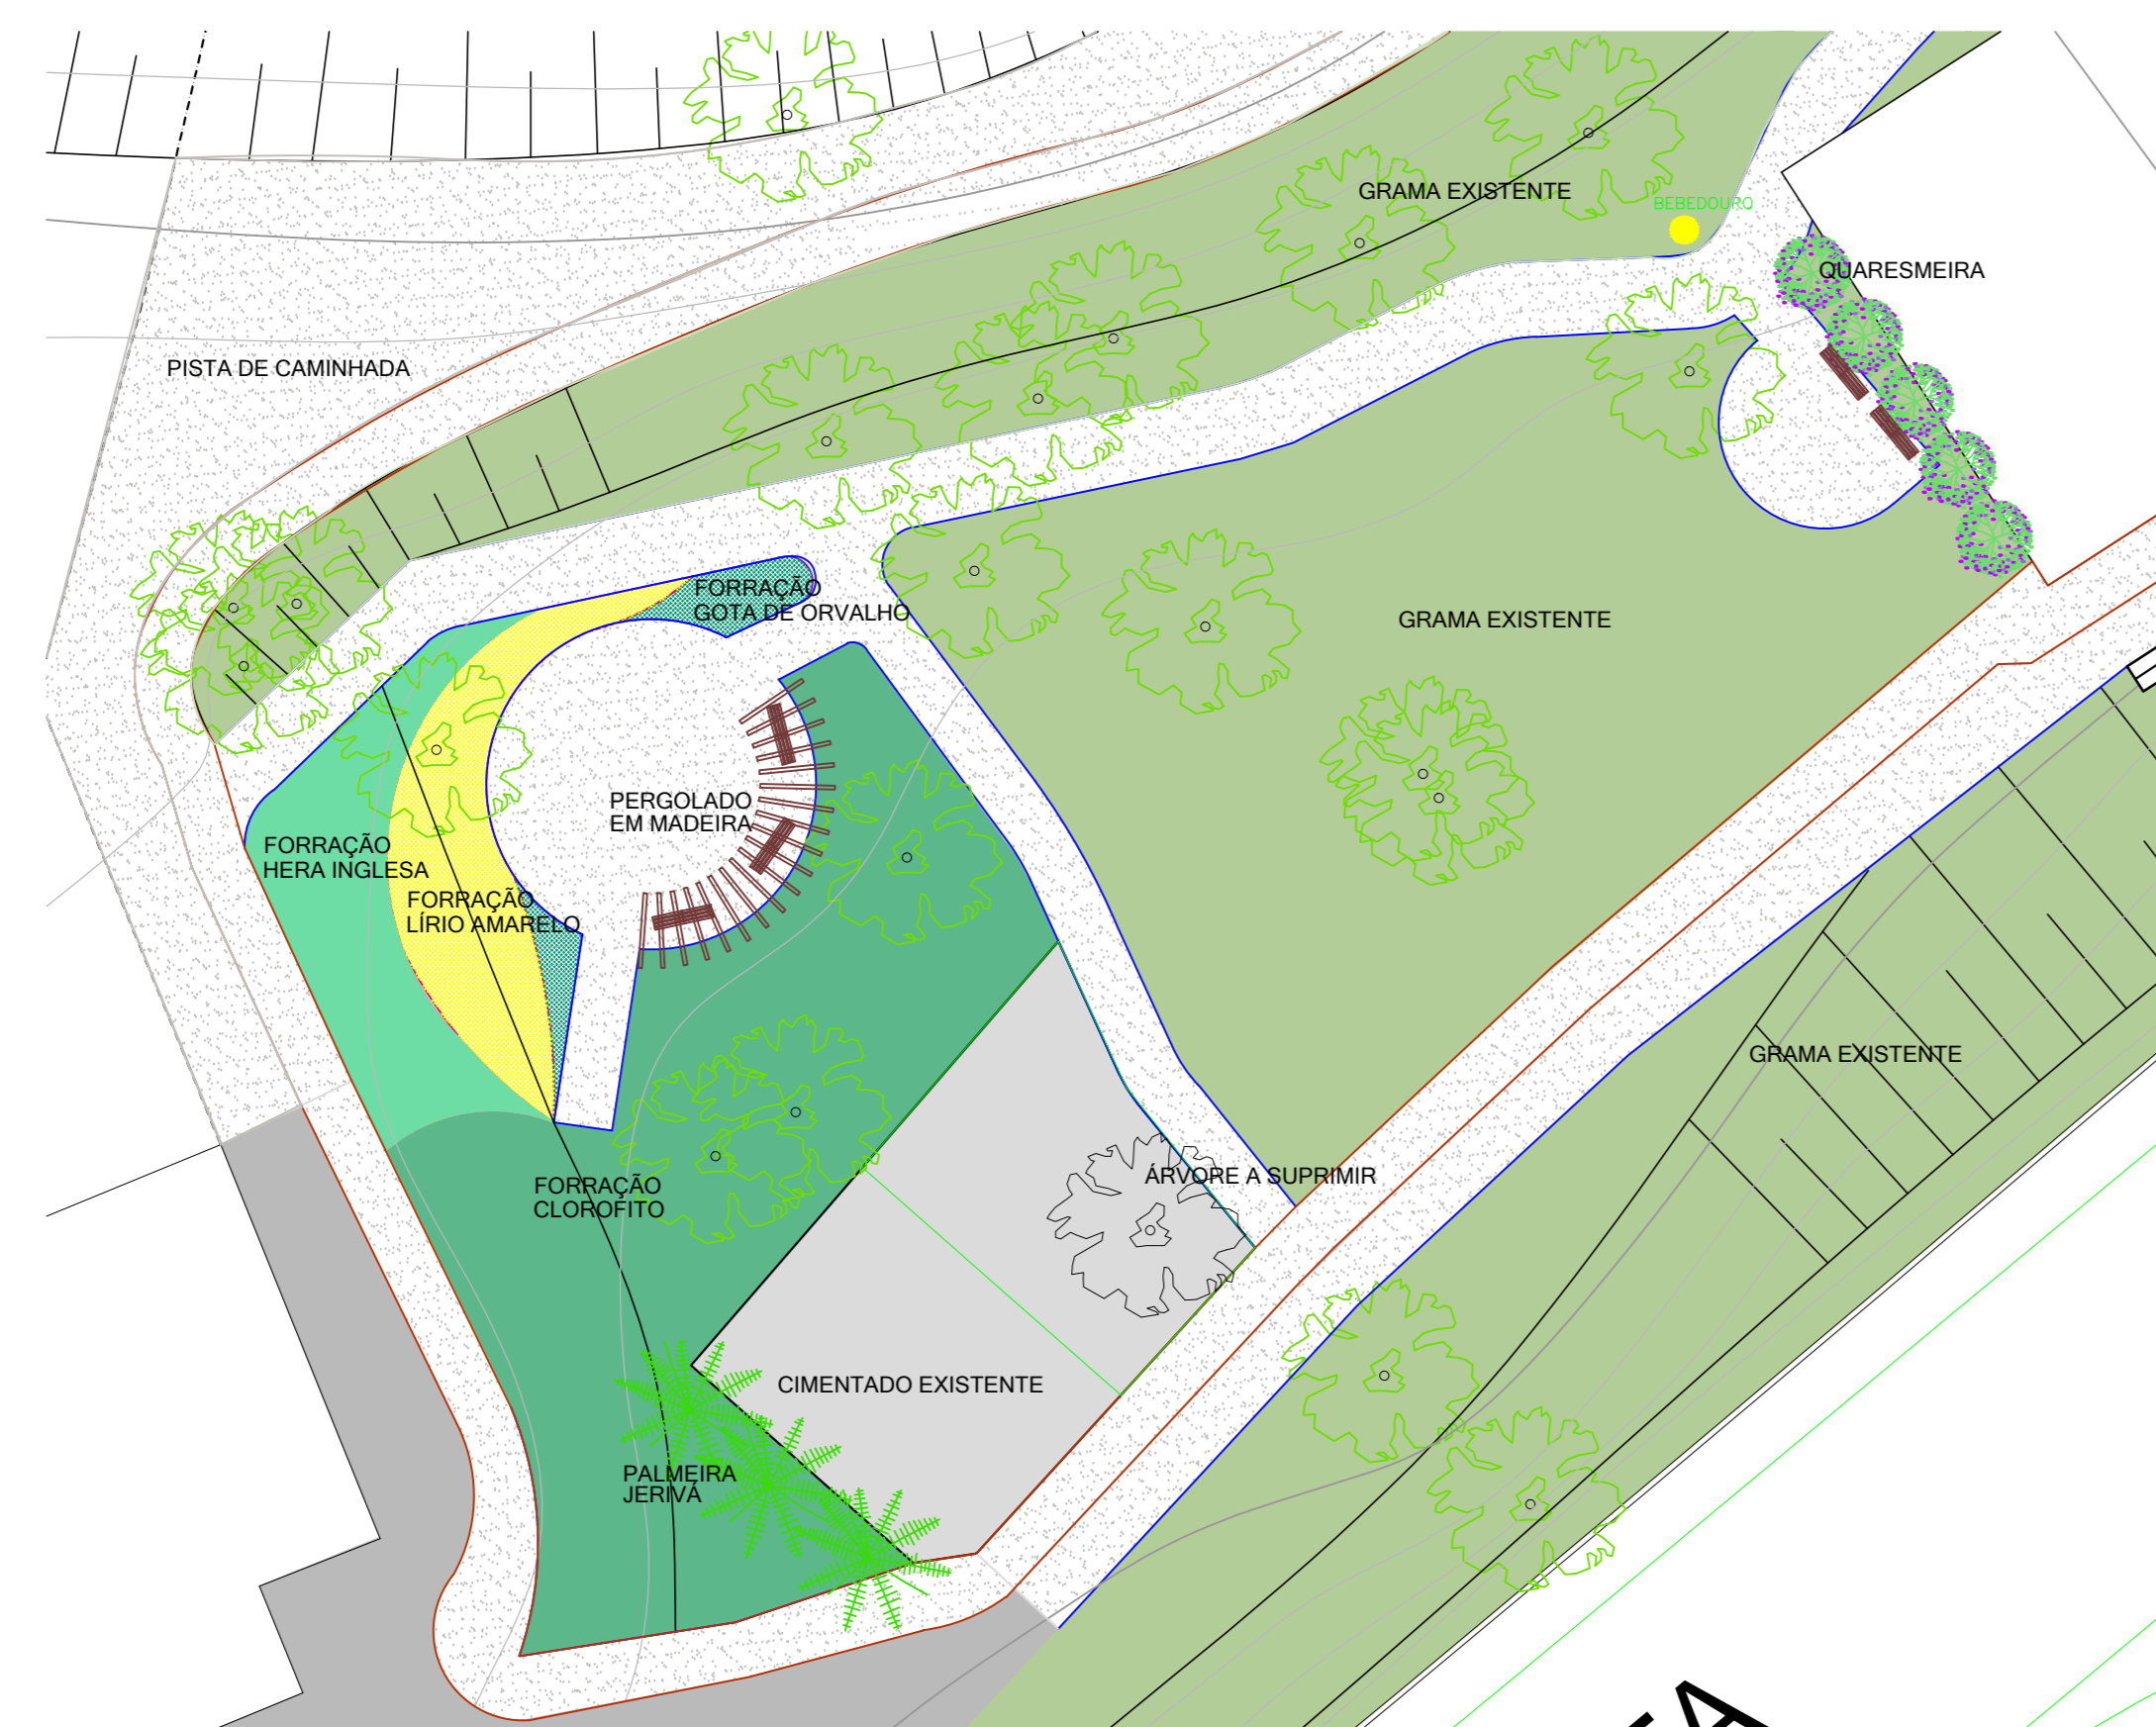 GRAMA EXISTENTE
BEBEDOURO
QUARESMEIRA
PISTA DE CAMINHADA
FORRAÇÃO
GOTA DE ORVALHO
GRAMA EXISTENTE
PERGOLADO
EM MADEIRA
FORRAÇÃO
HERA INGLESA
FORRAÇÃO
LÍRIO AMARELO
GRAMA EXISTENTE
ÁRVORE A SUPRIMIR
FORRAÇÃO
CLOROFITO
CIMENTADO EXISTENTE
PALMEIRA
JERIVÁ